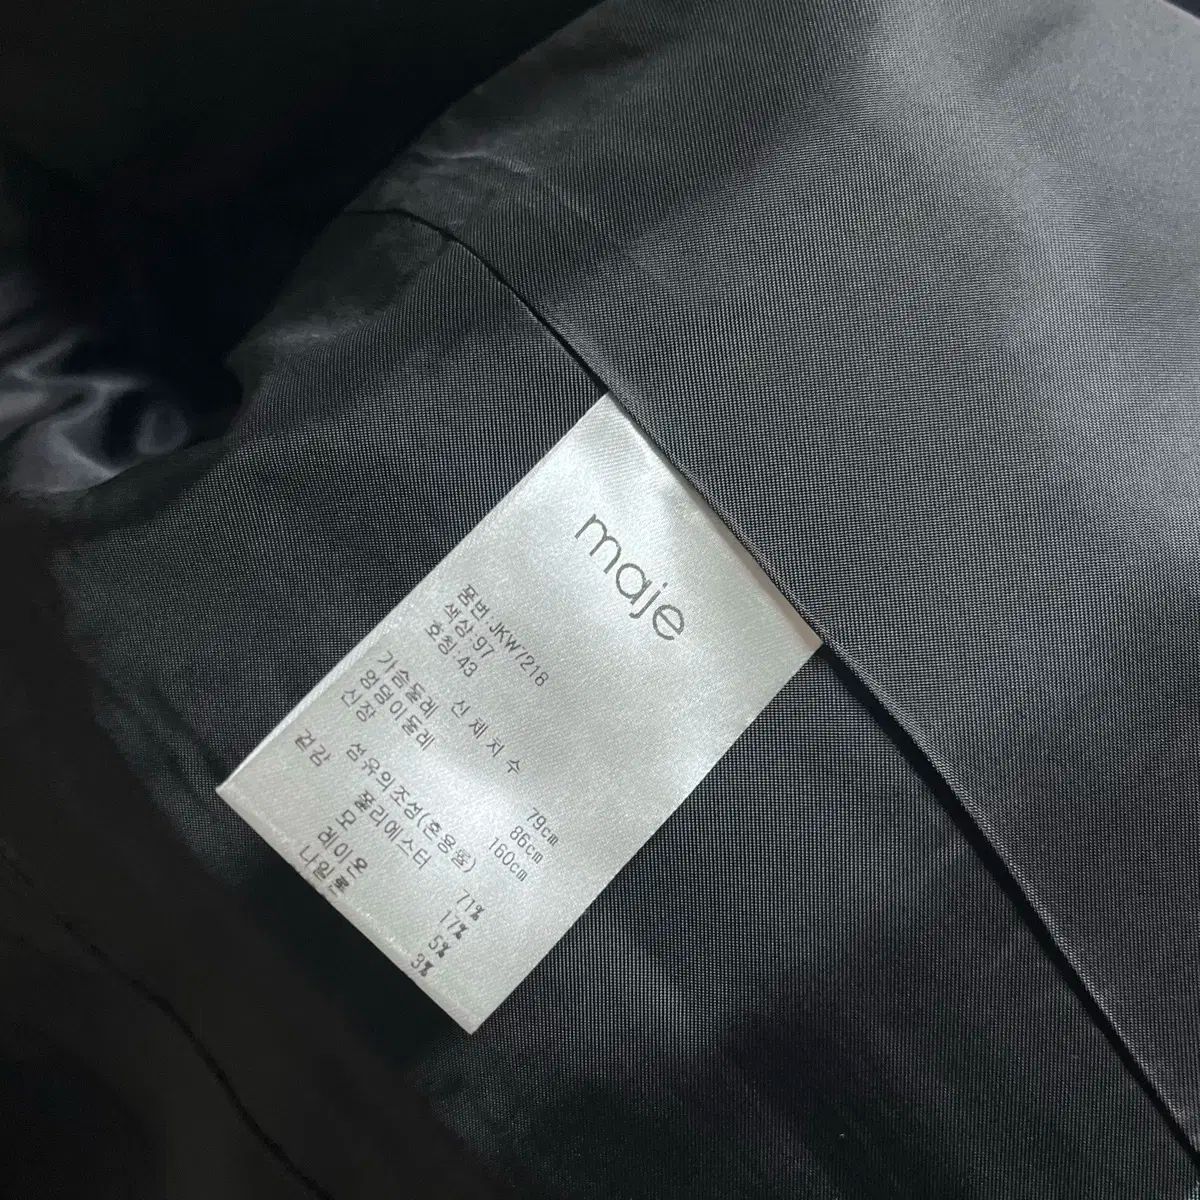 maje
품번:JKW7218
색상:97
호칭:43
신체치수
가슴둘레 79cm
엉덩이둘레 86cm
신장 160cm
섬유의조성(혼용률)
겉감 모 71%
폴리에스터 17%
레이온 5%
나일론 3%